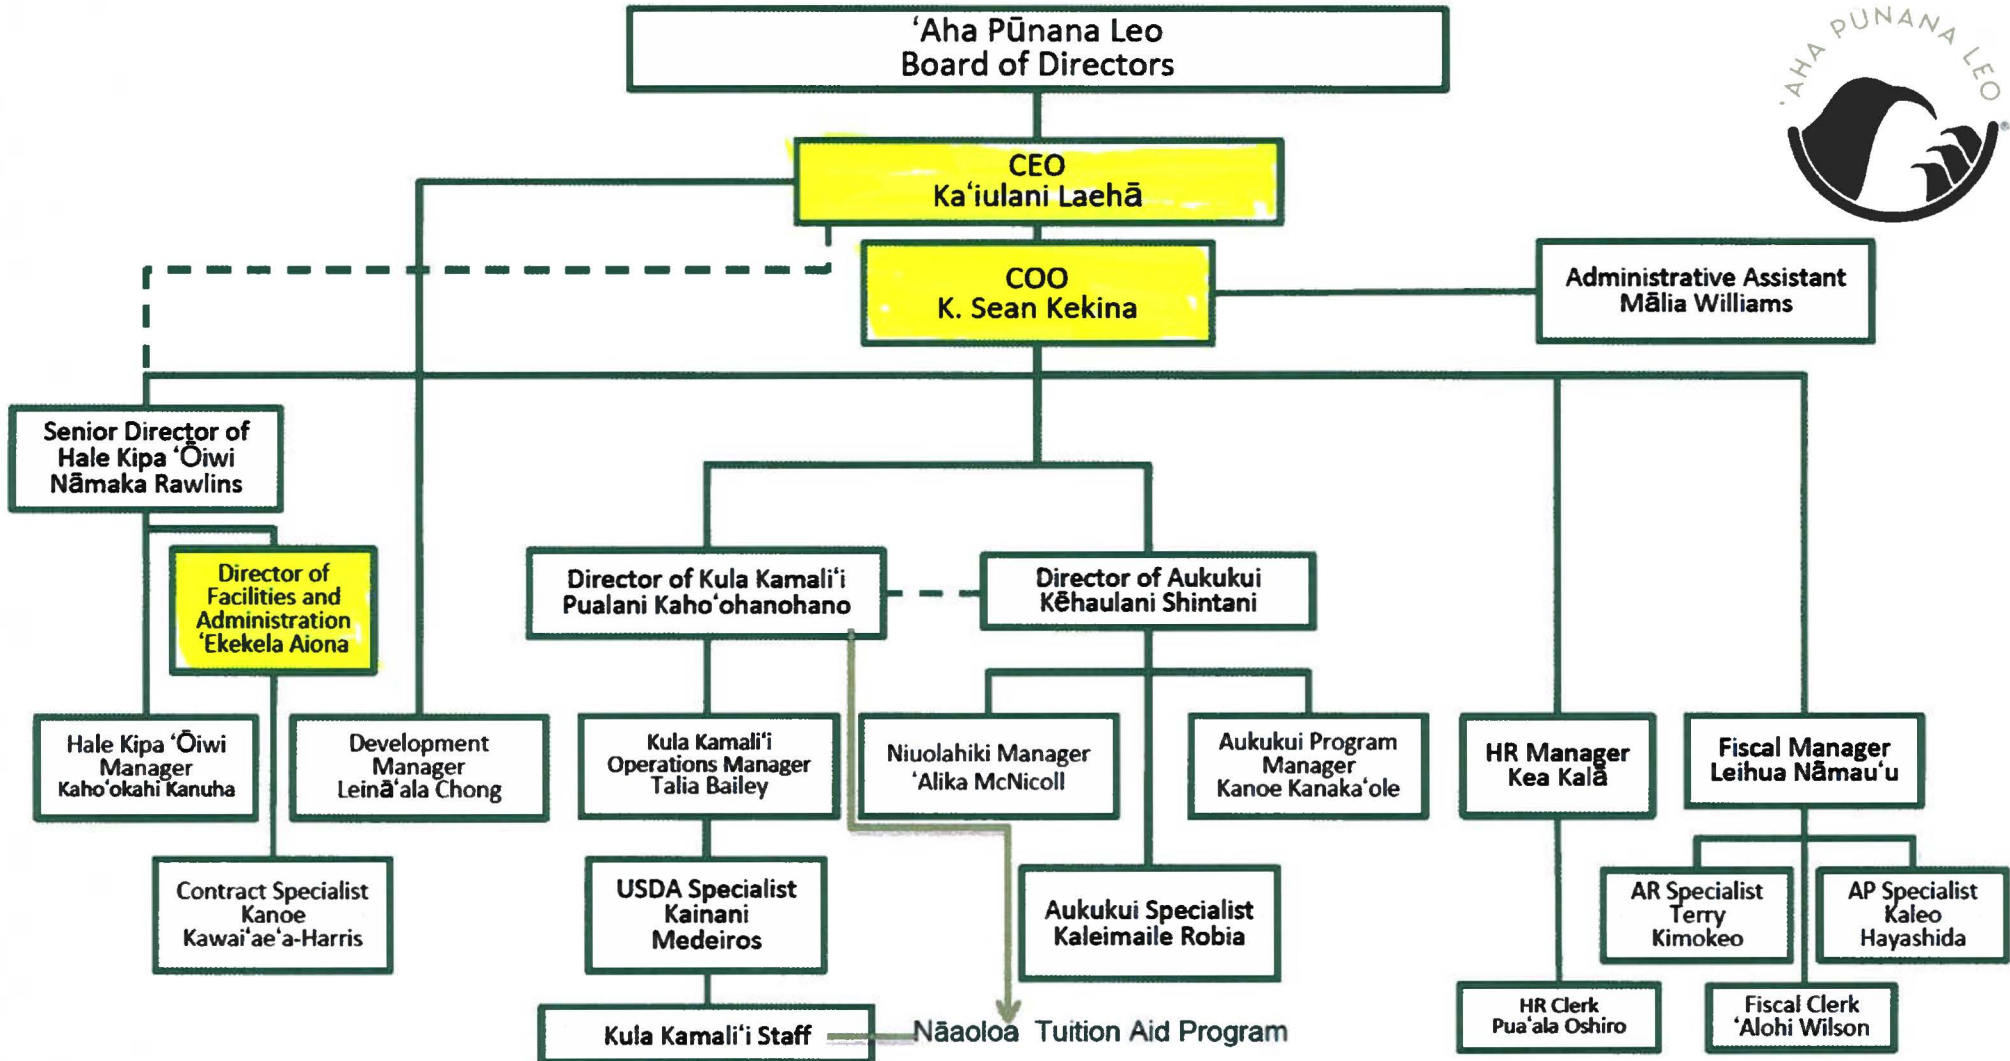 ʻAha Pūnana Leo
Board of Directors
ʻAHA PŪNANA LEO
®
CEO
Kaʻiulani Laehā
COO
K. Sean Kekina
Administrative Assistant
Mālia Williams
Senior Director of
Hale Kipa ʻŌiwi
Nāmaka Rawlins
Director of
Facilities and
Administration
ʻEkekela Aiona
Director of Kula Kamaliʻi
Pualani Kahoʻohanohano
Director of Aukukui
Kēhaulani Shintani
Hale Kipa ʻŌiwi
Manager
Kahoʻokahi Kanuha
Development
Manager
Leināʻala Chong
Kula Kamaliʻi
Operations Manager
Talia Bailey
Niuolahiki Manager
ʻAlika McNicoll
Aukukui Program
Manager
Kanoe Kanakaʻole
HR Manager
Kea Kalā
Fiscal Manager
Leihua Nāmauʻu
Contract Specialist
Kanoe
Kawaiʻaeʻa-Harris
USDA Specialist
Kainani
Medeiros
Aukukui Specialist
Kaleimaile Robia
AR Specialist
Terry
Kimokeo
AP Specialist
Kaleo
Hayashida
Kula Kamaliʻi Staff
Nāaoloa Tuition Aid Program
HR Clerk
Puaʻala Oshiro
Fiscal Clerk
ʻAlohi Wilson